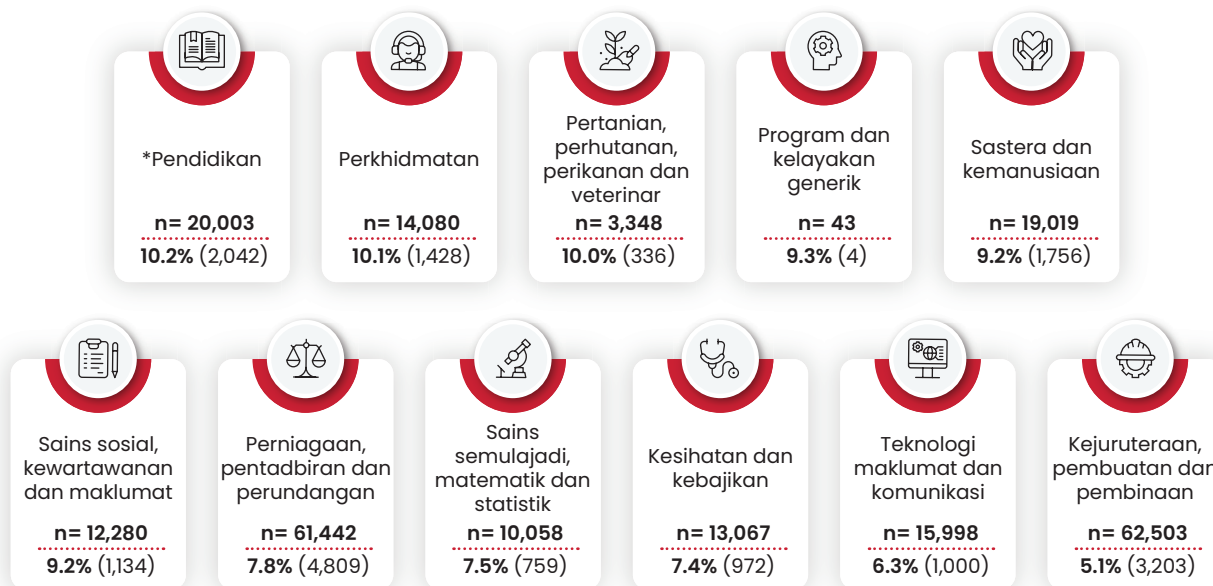 *Pendidikan
n= 20,003
10.2% (2,042)
Perkhidmatan
n= 14,080
10.1% (1,428)
Pertanian,
perhutanan,
perikanan dan
veterinar
n= 3,348
10.0% (336)
Program dan
kelayakan
generik
n= 43
9.3% (4)
Sastera dan
kemanusiaan
n= 19,019
9.2% (1,756)
Sains sosial,
kewartawanan
dan maklumat
n= 12,280
9.2% (1,134)
Perniagaan,
pentadbiran dan
perundangan
n= 61,442
7.8% (4,809)
Sains
semulajadi,
matematik dan
statistik
n= 10,058
7.5% (759)
Kesihatan dan
kebajikan
n= 13,067
7.4% (972)
Teknologi
maklumat dan
komunikasi
n= 15,998
6.3% (1,000)
Kejuruteraan,
pembuatan dan
pembinaan
n= 62,503
5.1% (3,203)